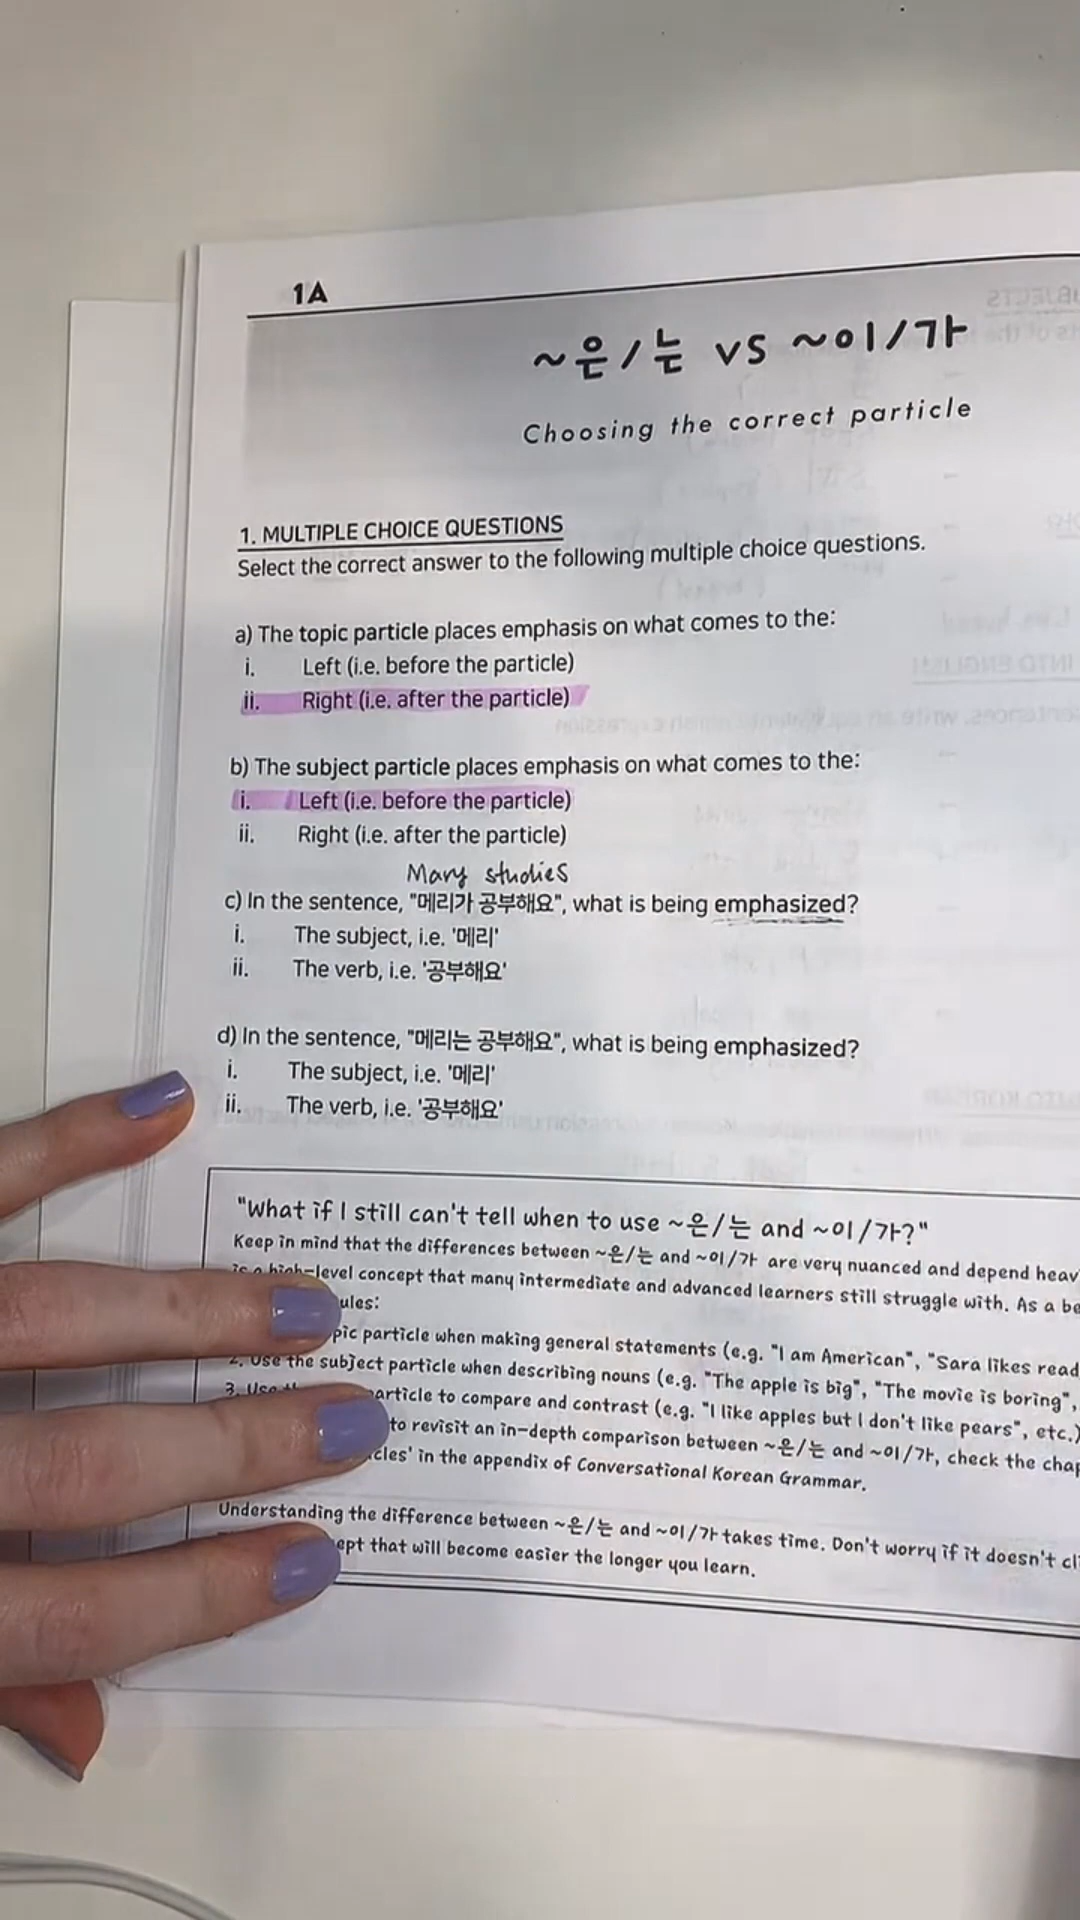 1A
~은/는 vs ~이/가
Choosing the correct particle
1. MULTIPLE CHOICE QUESTIONS
Select the correct answer to the following multiple choice questions.
a) The topic particle places emphasis on what comes to the:
i. Left (i.e. before the particle)
ii. Right (i.e. after the particle)
b) The subject particle places emphasis on what comes to the:
i. Left (i.e. before the particle)
ii. Right (i.e. after the particle)
Mary studies
c) In the sentence, "메리가 공부해요", what is being emphasized?
i. The subject, i.e. '메리'
ii. The verb, i.e. '공부해요'
d) In the sentence, "메리는 공부해요", what is being emphasized?
i. The subject, i.e. '메리'
ii. The verb, i.e. '공부해요'
"What if I still can't tell when to use ~은/는 and ~이/가?"
Keep in mind that the differences between ~은/는 and ~이/가 are very nuanced and depend
is a high-level concept that many intermediate and advanced learners still struggle with. As a
particle when making general statements (e.g. "I am American", "Sara likes
2. Use the subject particle when describing nouns (e.g. "The apple is big", "The movie is boring",
3. Use particle to compare and contrast (e.g. "I like apples but I don't like pears", etc.)
to revisit an in-depth comparison between ~은/는 and ~이/가, check the
in the appendix of Conversational Korean Grammar.
Understanding the difference between ~은/는 and ~이/가 takes time. Don't worry if it doesn't
that will become easier the longer you learn.